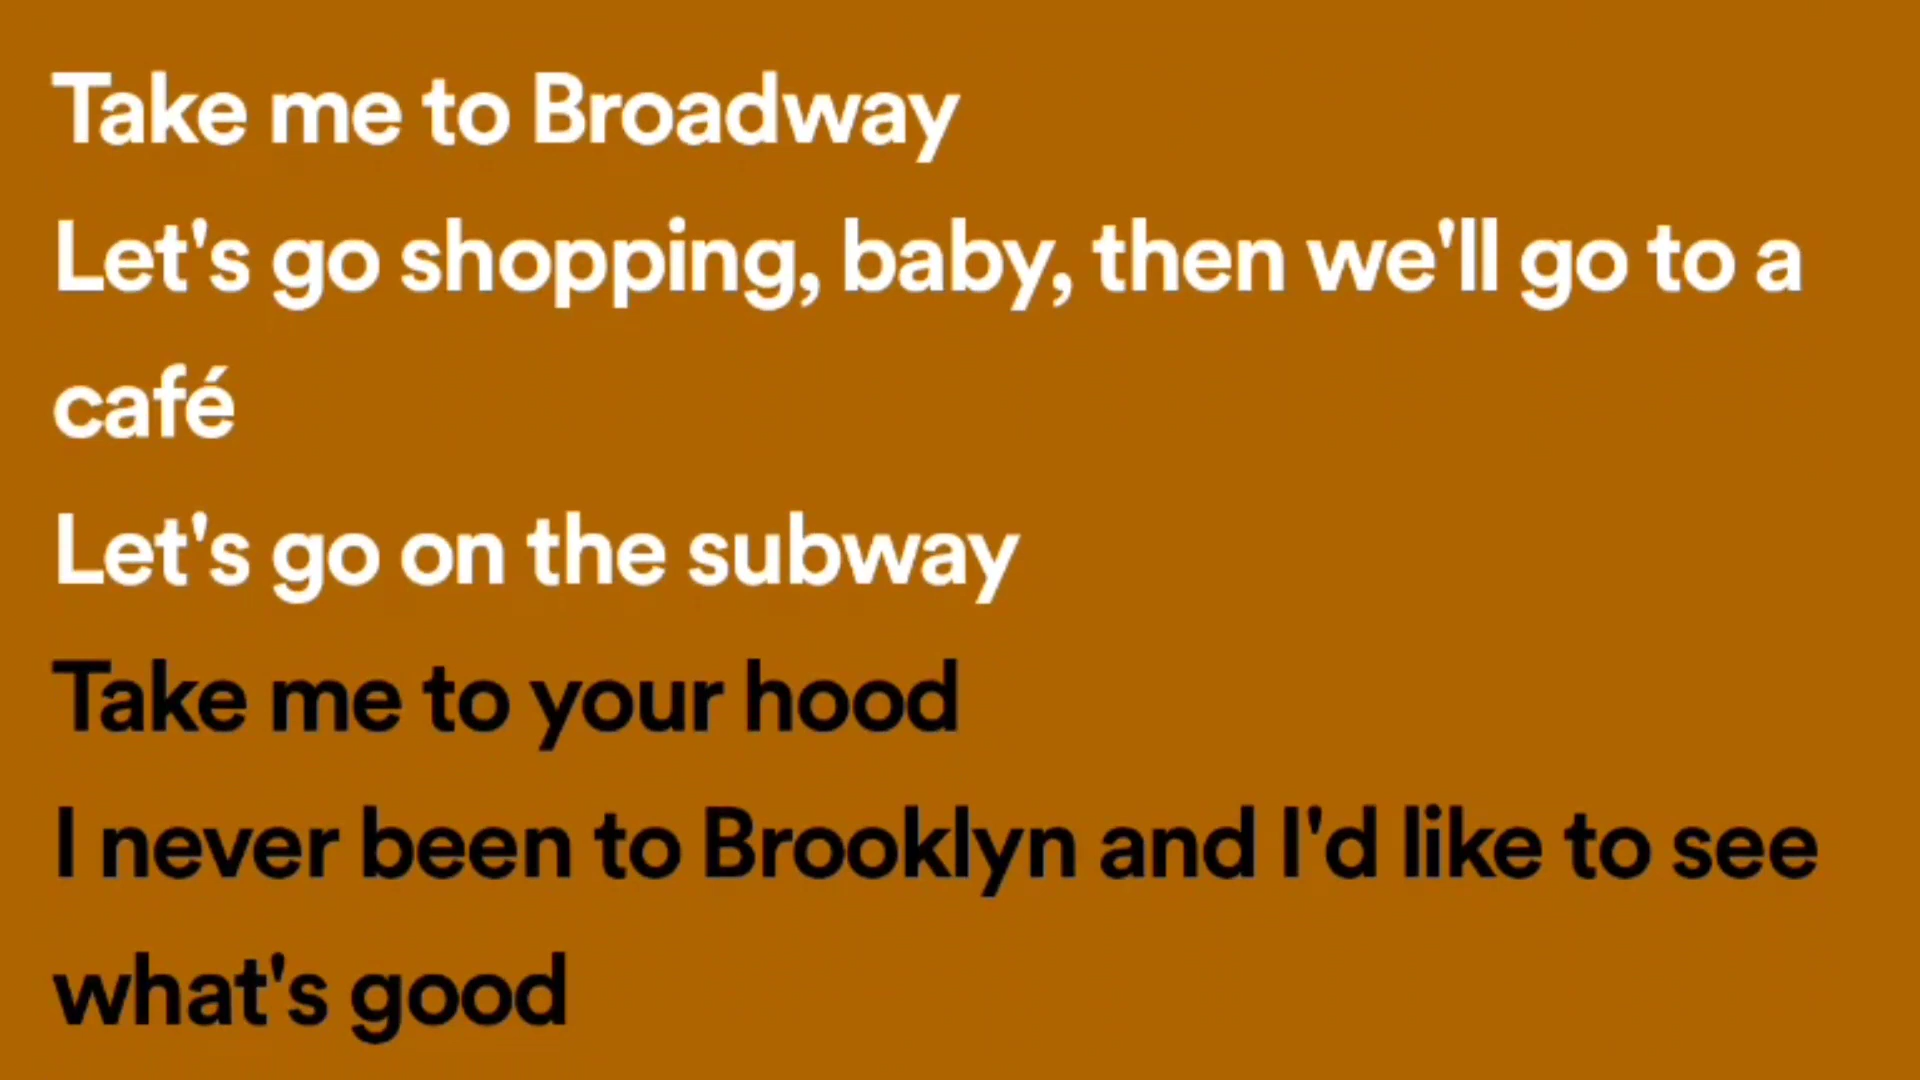 Take me to Broadway
Let's go shopping, baby, then we'll go to a
café
Let's go on the subway
Take me to your hood
I never been to Brooklyn and I'd like to see
what's good